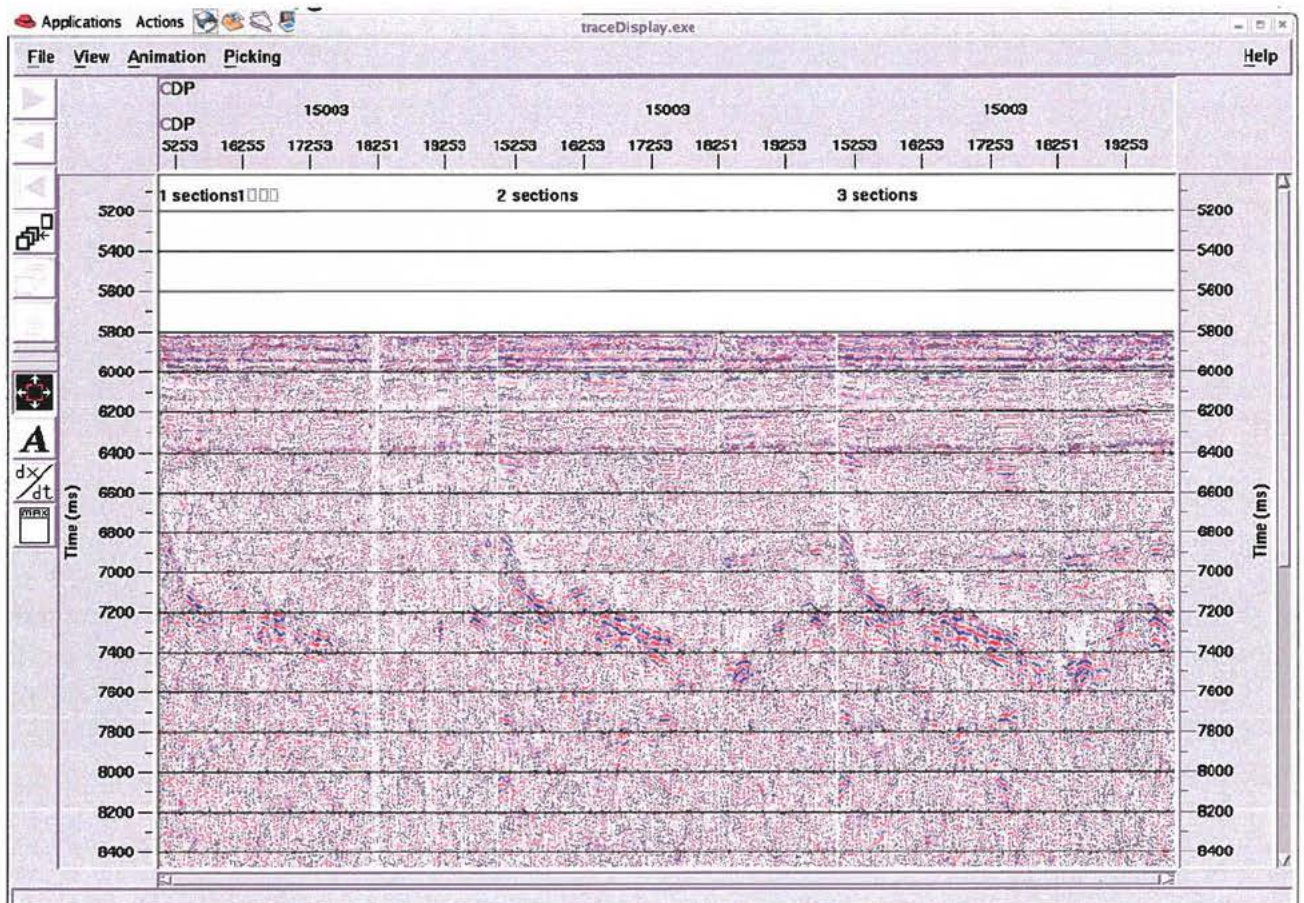 Applications Actions
traceDisplay.exe
File View Animation Picking Help
CDP
15003 15003 15003
CDP
5253 16255 17253 18251 19253 15253 16253 17253 18251 19253 15253 16253 17253 18251 19253
1 sections1 2 sections 3 sections
5200 5200
5400 5400
5600 5600
5800 5800
6000 6000
6200 6200
6400 6400
6600 6600
6800 6800
7000 7000
7200 7200
7400 7400
7600 7600
7800 7800
8000 8000
8200 8200
8400 8400
Time (ms)
Time (ms)
A
dx/dt
max